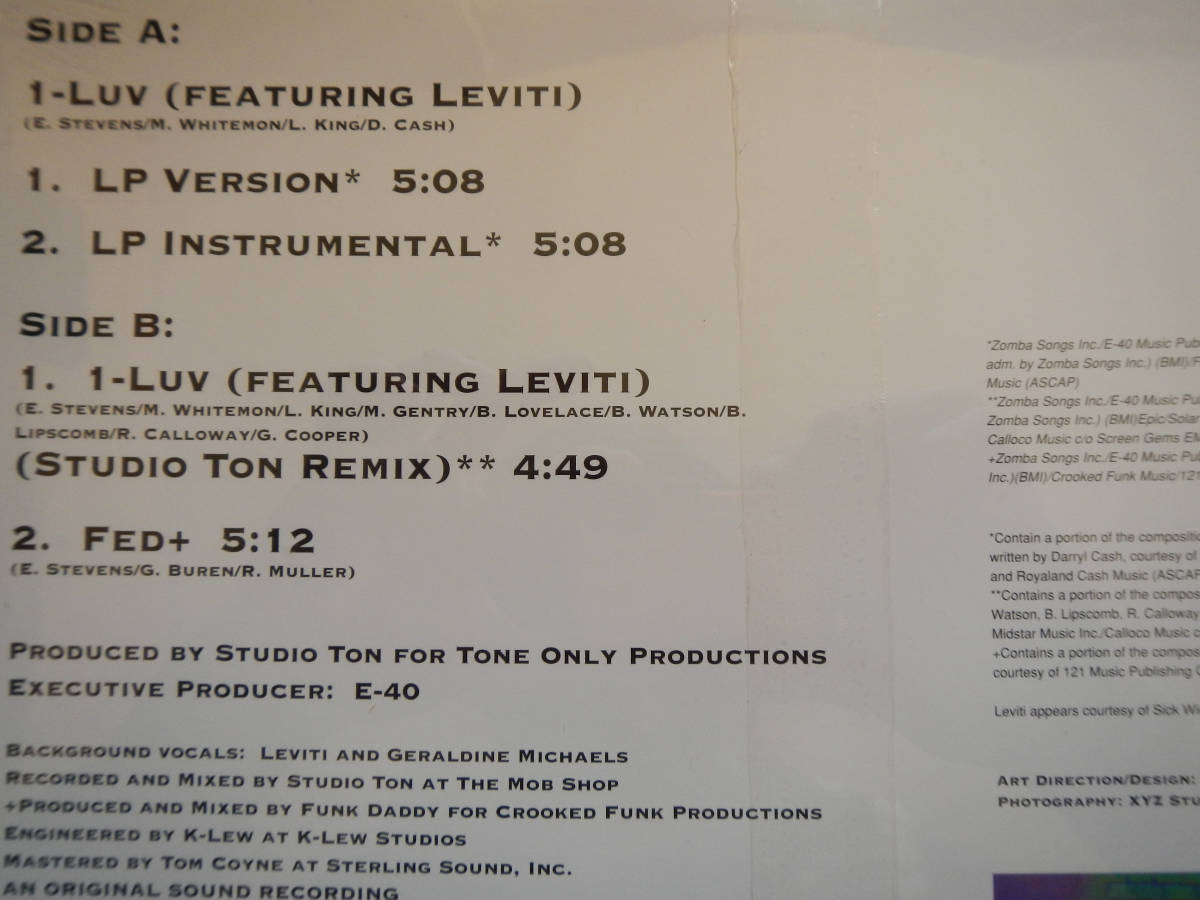 SIDE A:
1-LUV (FEATURING LEVITI)
(E. STEVENS/M. WHITEMON/L. KING/D. CASH)
1. LP VERSION* 5:08
2. LP INSTRUMENTAL* 5:08
SIDE B:
1. 1-LUV (FEATURING LEVITI)
(E. STEVENS/M. WHITEMON/L. KING/M. GENTRY/B. LOVELACE/B. WATSON/B.
LIPSCOMB/R. CALLOWAY/G. COOPER)
(STUDIO TON REMIX)** 4:49
2. FED+ 5:12
(E. STEVENS/G. BUREN/R. MULLER)
PRODUCED BY STUDIO TON FOR TONE ONLY PRODUCTIONS
EXECUTIVE PRODUCER: E-40
BACKGROUND VOCALS: LEVITI AND GERALDINE MICHAELS
RECORDED AND MIXED BY STUDIO TON AT THE MOB SHOP
+PRODUCED AND MIXED BY FUNK DADDY FOR CROOKED FUNK PRODUCTIONS
ENGINEERED BY K-LEW AT K-LEW STUDIOS
MASTERED BY TOM COYNE AT STERLING SOUND, INC.
AN ORIGINAL SOUND RECORDING
*Zomba Songs Inc./E-40 Music Pub
adm. by Zomba Songs Inc.) (BMI)/F
Music (ASCAP)
**Zomba Songs Inc./E-40 Music Pu
Zomba Songs Inc.) (BMI)Epic/Solar
Calloco Music c/o Screen Gems EM
+Zomba Songs Inc./E-40 Music Pu
Inc.)(BMI)/Crooked Funk Music/121
*Contain a portion of the compositio
written by Darryl Cash, courtesy of
and Royaland Cash Music (ASCAP
**Contains a portion of the compos
Watson, B. Lipscomb, R. Calloway
Midstar Music Inc./Calloco Music c
+Contains a portion of the compos
courtesy of 121 Music Publishing
Leviti appears courtesy of Sick Wi
ART DIRECTION/DESIGN:
PHOTOGRAPHY: XYZ STU